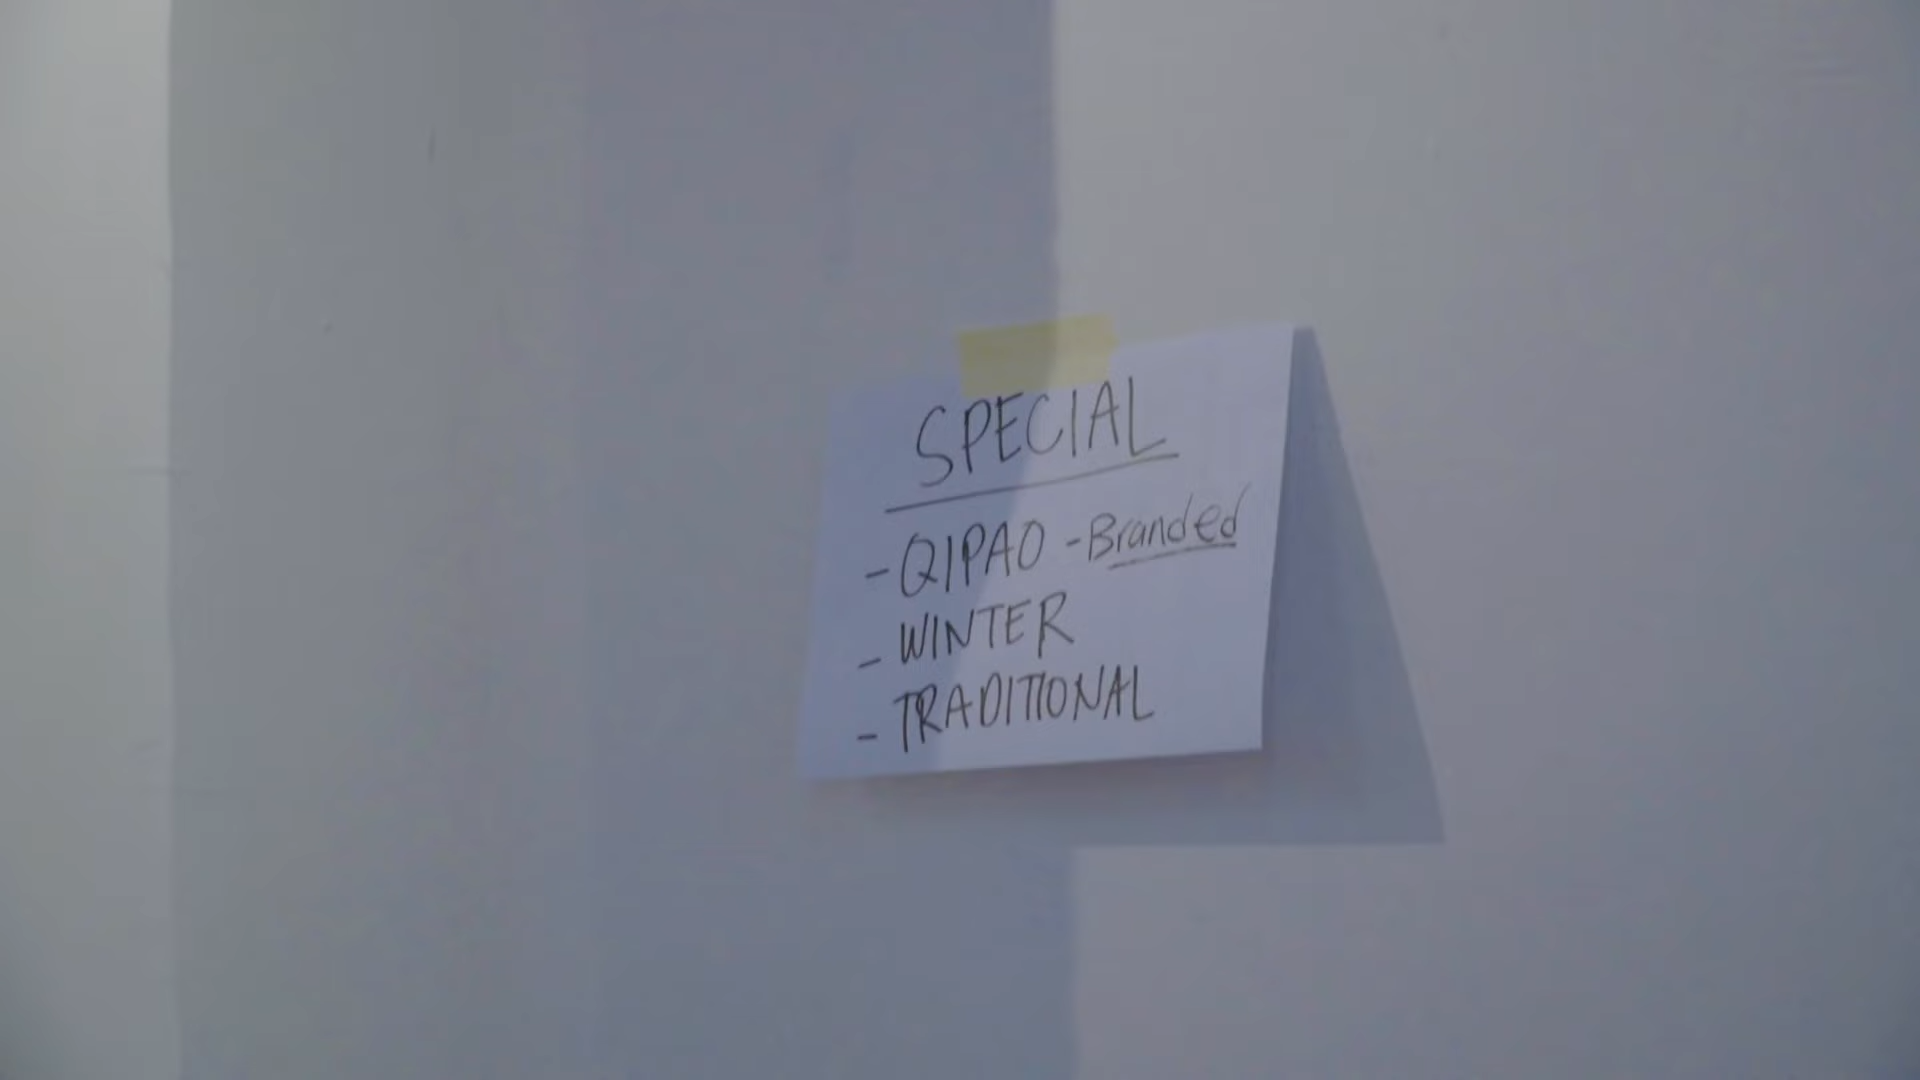 SPECIAL
- QIPAO - Branded
- WINTER
- TRADITIONAL